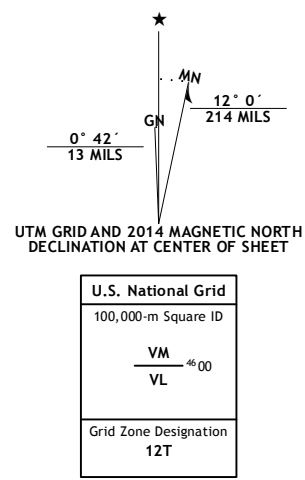 ★
MN
GN
12° 0´
214 MILS
0° 42´
13 MILS
UTM GRID AND 2014 MAGNETIC NORTH
DECLINATION AT CENTER OF SHEET
U.S. National Grid
100,000-m Square ID
VM
4600
VL
Grid Zone Designation
12T